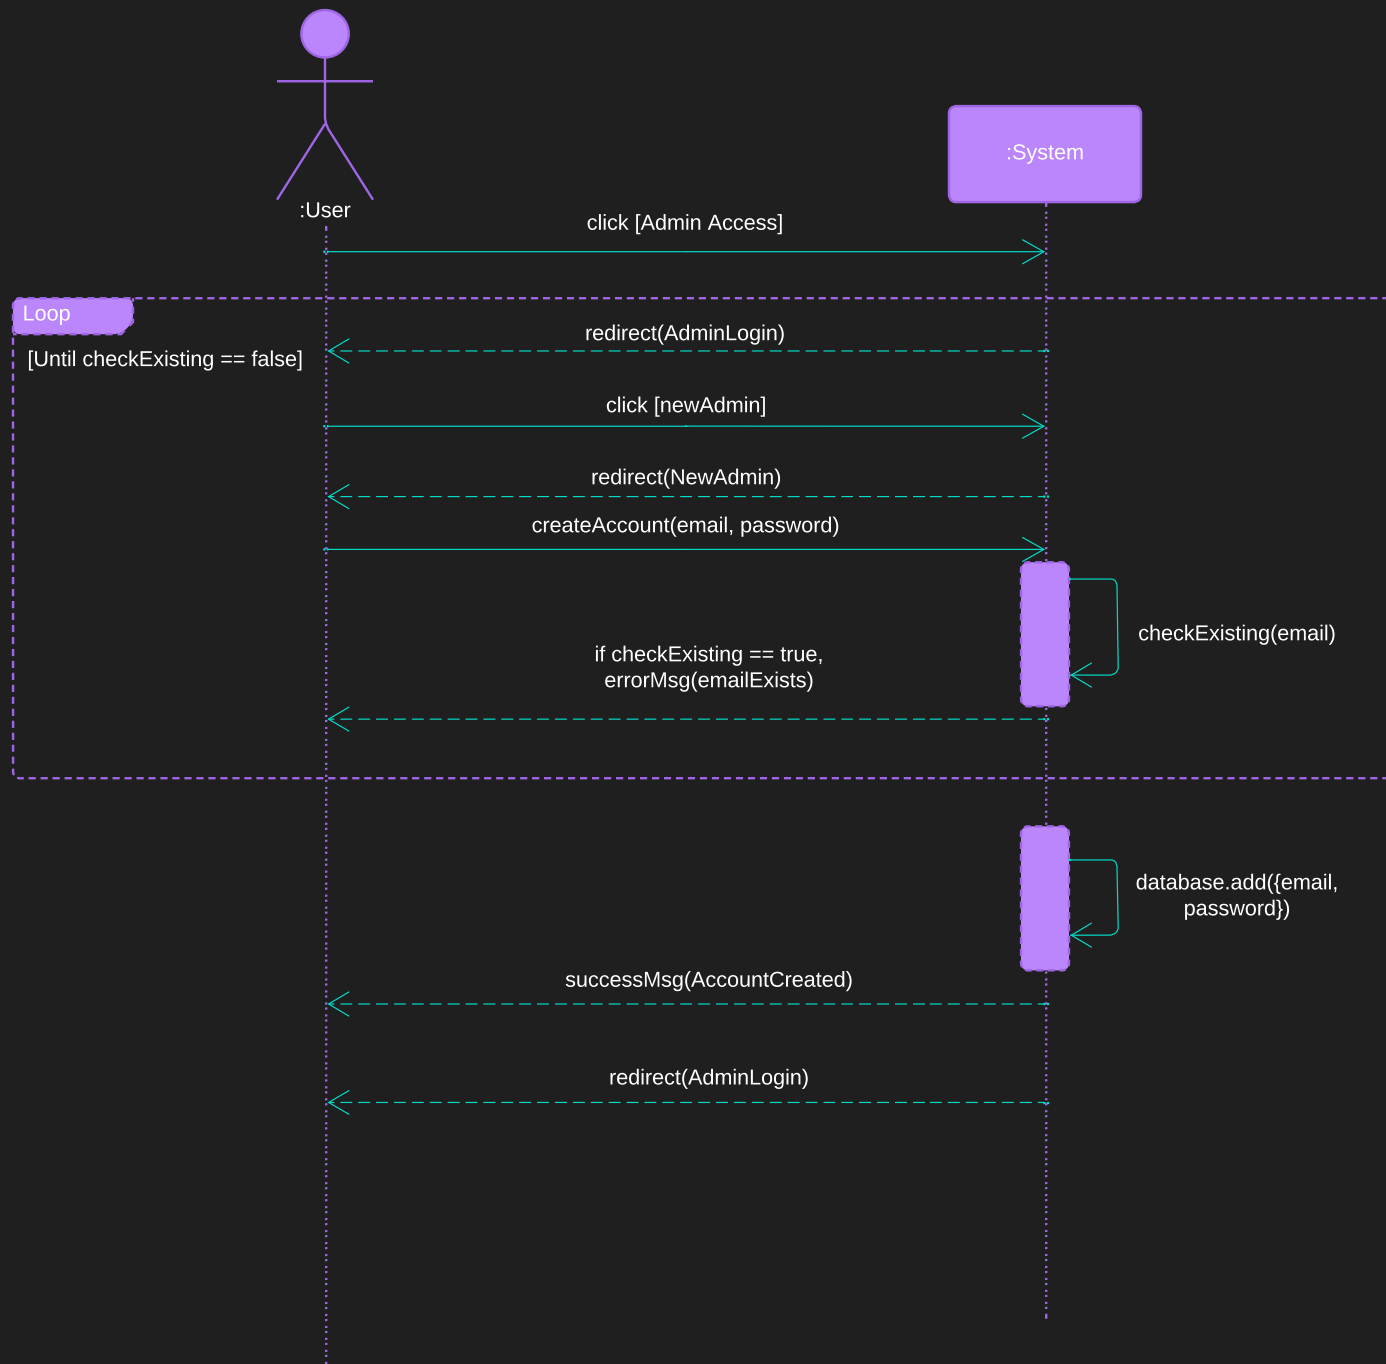 :System
:User
click [Admin Access]
Loop
redirect(AdminLogin)
[Until checkExisting == false]
click [newAdmin]
redirect(NewAdmin)
createAccount(email, password)
checkExisting(email)
if checkExisting == true,
errorMsg(emailExists)
database.add({email,
password})
successMsg(AccountCreated)
redirect(AdminLogin)